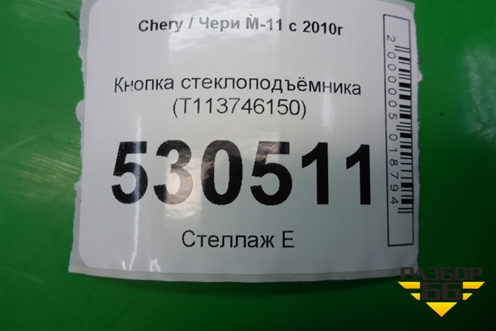 Chery / Чери М-11 с 2010г
Кнопка стеклоподъёмника
(T113746150)
530511
Стеллаж Е
2000005018794
РАЗБОР
66